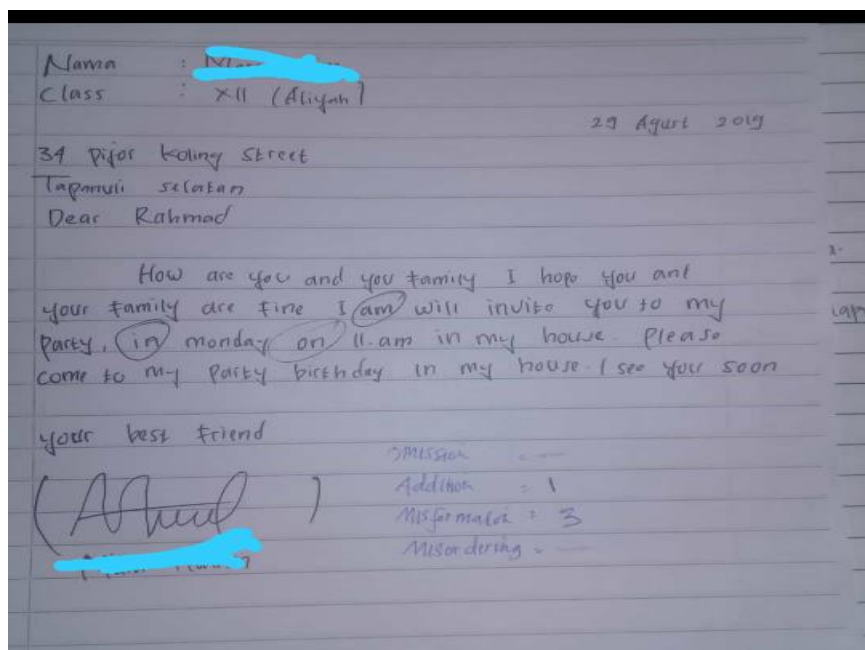 Nama :
Class : XII (Aliyah)
29 Agust 2019
34 Pijor Koling Street
Tapanuli selatan
Dear Rahmad
How are you and you family I hope you ant
your family are fine I am will invite you to my
Party, in monday on 11.am in my house. Please
come to my Party birthday in my house. I see your soon
your best friend
Omission : —
Addition : 1
Misformation : 3
Misordering : —